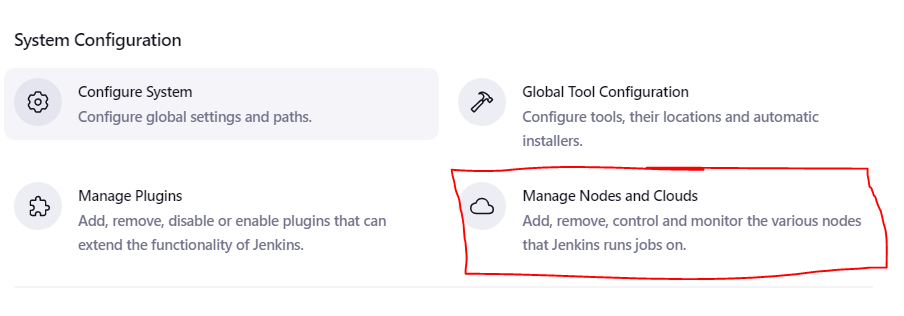 System Configuration
Configure System
Configure global settings and paths.
Global Tool Configuration
Configure tools, their locations and automatic
installers.
Manage Plugins
Add, remove, disable or enable plugins that can
extend the functionality of Jenkins.
Manage Nodes and Clouds
Add, remove, control and monitor the various nodes
that Jenkins runs jobs on.